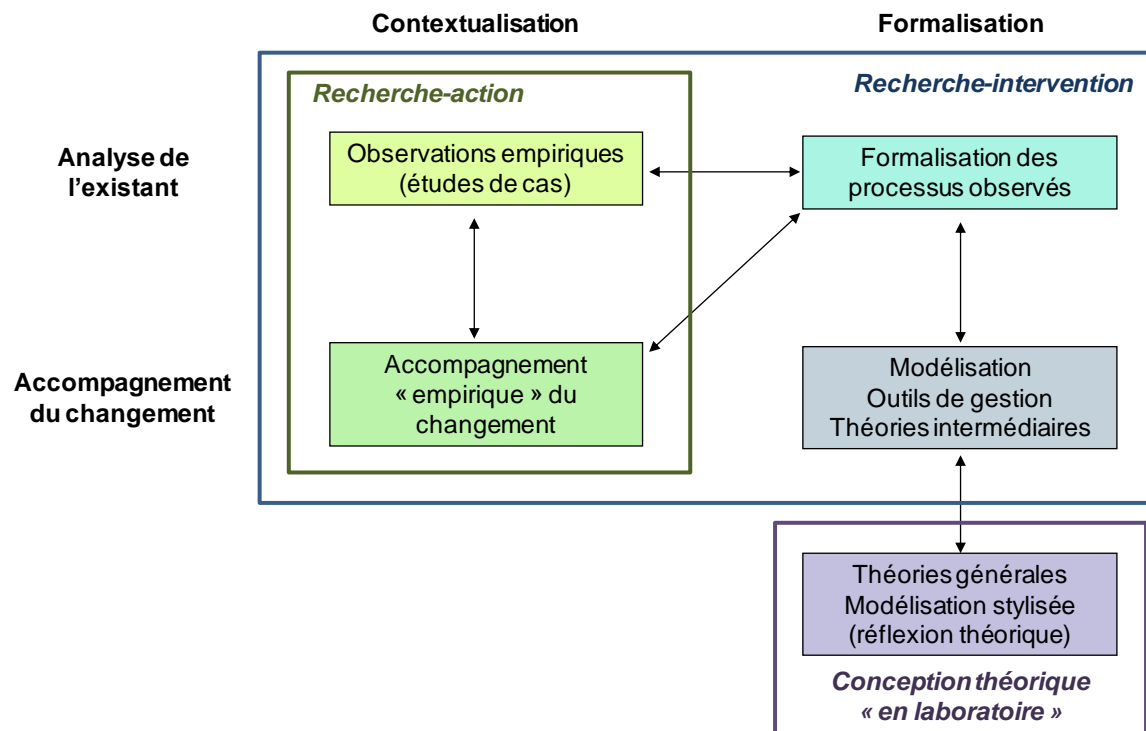 Contextualisation
Formalisation
Recherche-action
Recherche-intervention
Analyse de
l’existant
Observations empiriques
(études de cas)
Formalisation des
processus observés
Accompagnement
du changement
Accompagnement
« empirique » du
changement
Modélisation
Outils de gestion
Théories intermédiaires
Théories générales
Modélisation stylisée
(réflexion théorique)
Conception théorique
« en laboratoire »